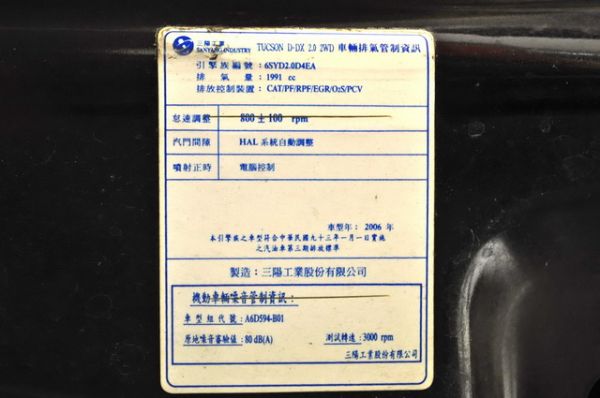 三陽工業
SANYANG INDUSTRY
TUCSON D-DX 2.0 2WD 車輛排氣管制資訊
引擎族編號：6SYD2.0D4EA
排氣量：1991 cc
排放控制裝置：CAT/PF/RPF/EGR/O2S/PCV
怠速調整 800 ± 100 rpm
汽門間隙 HAL系統自動調整
噴射正時 電腦控制
車型年：2006 年
本引擎族之車型符合中華民國九十三年一月一日實施
之汽油車第三期排放標準
製造：三陽工業股份有限公司
機動車輛噪音管制資訊：
車型組代號：A6D594-B01
原地噪音審驗值：80 dB(A) 測試轉速：3000 rpm
三陽工業股份有限公司